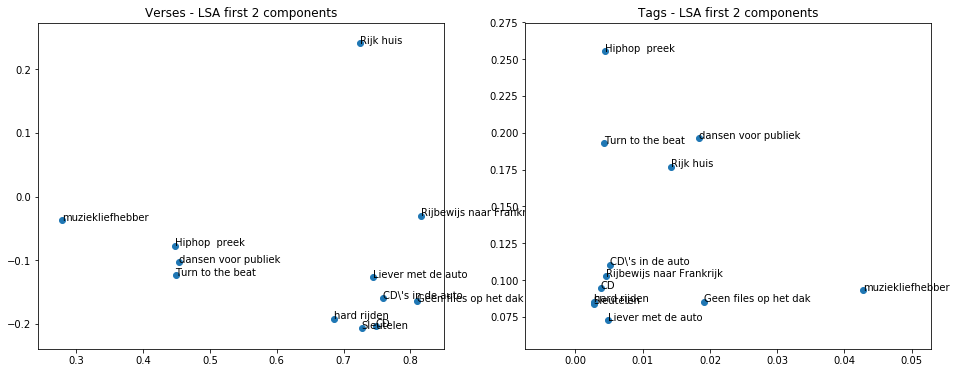 Verses - LSA first 2 components
Rijk huis
muziekliefhebber
Hiphop  preek
dansen voor publiek
Turn to the beat
Rijbewijs naar Frankr
Liever met de auto
CD\'s in de auto
Geen files op het dak
hard rijden
CD
Sleutelen
0.2
0.1
0.0
-0.1
-0.2
0.3
0.4
0.5
0.6
0.7
0.8
Tags - LSA first 2 components
Hiphop  preek
Turn to the beat
dansen voor publiek
Rijk huis
CD\'s in de auto
Rijbewijs naar Frankrijk
CD
muziekliefhebber
hard rijden
Sleutelen
Geen files op het dak
Liever met de auto
0.275
0.250
0.225
0.200
0.175
0.150
0.125
0.100
0.075
0.00
0.01
0.02
0.03
0.04
0.05